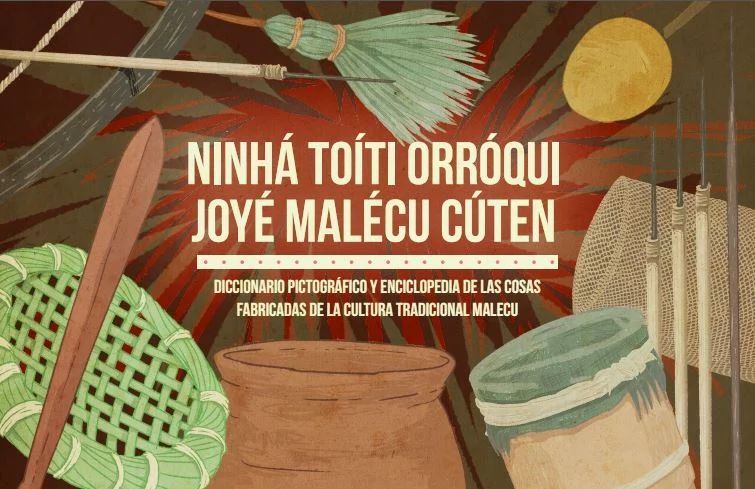 NINHÁ TOÍTI ORRÓQUI
JOYÉ MALÉCU CÚTEN
DICCIONARIO PICTOGRÁFICO Y ENCICLOPEDIA DE LAS COSAS
FABRICADAS DE LA CULTURA TRADICIONAL MALECU